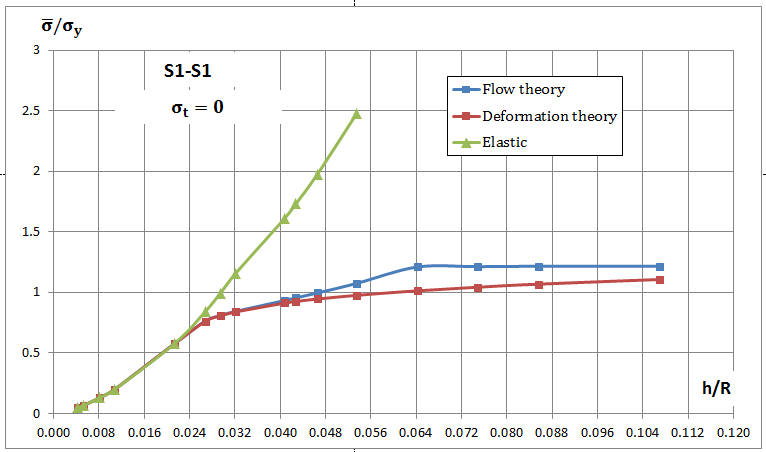 σ̅/σy
3
S1-S1
Flow theory
2.5
σt = 0
Deformation theory
Elastic
2
1.5
1
0.5
h/R
0
0.000 0.008 0.016 0.024 0.032 0.040 0.048 0.056 0.064 0.072 0.080 0.088 0.096 0.104 0.112 0.120